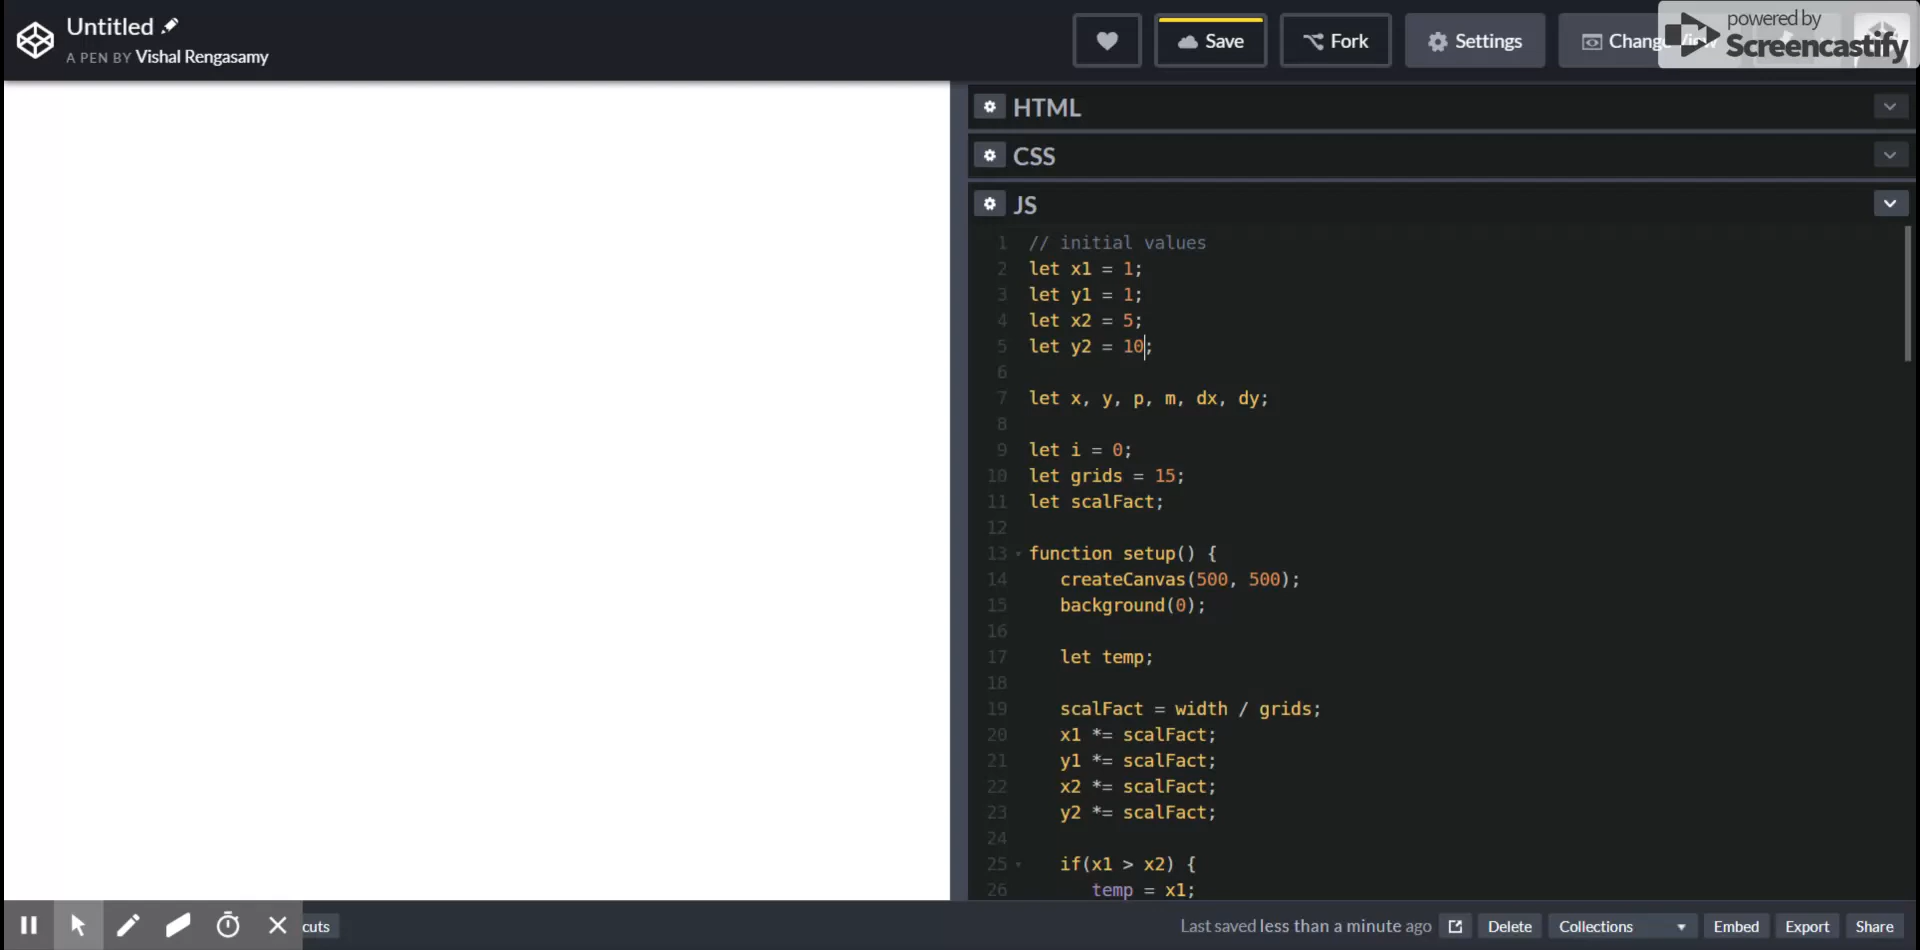 Untitled
A PEN BY Vishal Rengasamy
Save
Fork
Settings
Chang
powered by
Screencastify
HTML
CSS
JS
1 // initial values
2 let x1 = 1;
3 let y1 = 1;
4 let x2 = 5;
5 let y2 = 10;
6
7 let x, y, p, m, dx, dy;
8
9 let i = 0;
10 let grids = 15;
11 let scalFact;
12
13 function setup() {
14 createCanvas(500, 500);
15 background(0);
16
17 let temp;
18
19 scalFact = width / grids;
20 x1 *= scalFact;
21 y1 *= scalFact;
22 x2 *= scalFact;
23 y2 *= scalFact;
24
25 if(x1 > x2) {
26 temp = x1;
cuts
Last saved less than a minute ago
Delete
Collections
Embed
Export
Share